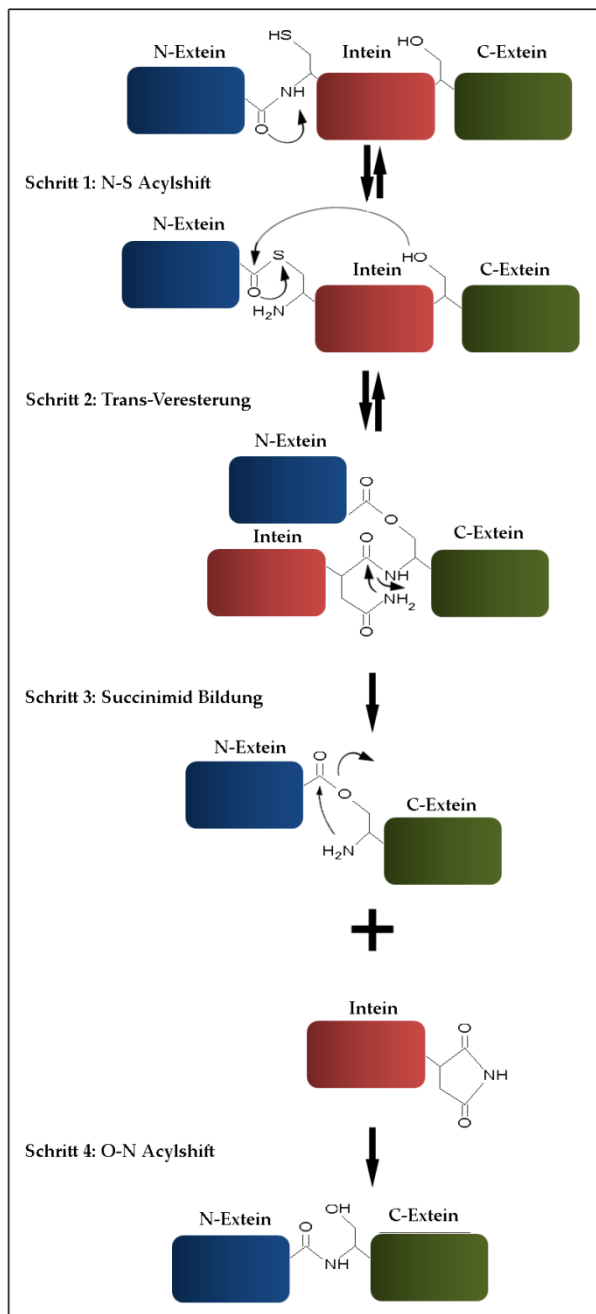 HS
HO
N-Extein Intein C-Extein
NH
O
Schritt 1: N-S Acylshift
N-Extein
S
HO
Intein C-Extein
O
H2N
Schritt 2: Trans-Veresterung
N-Extein
O
O
Intein
O
C-Extein
NH
NH2
O
Schritt 3: Succinimid Bildung
N-Extein
O
O
C-Extein
H2N
+
Intein
O
NH
O
Schritt 4: O-N Acylshift
OH
N-Extein C-Extein
O
NH